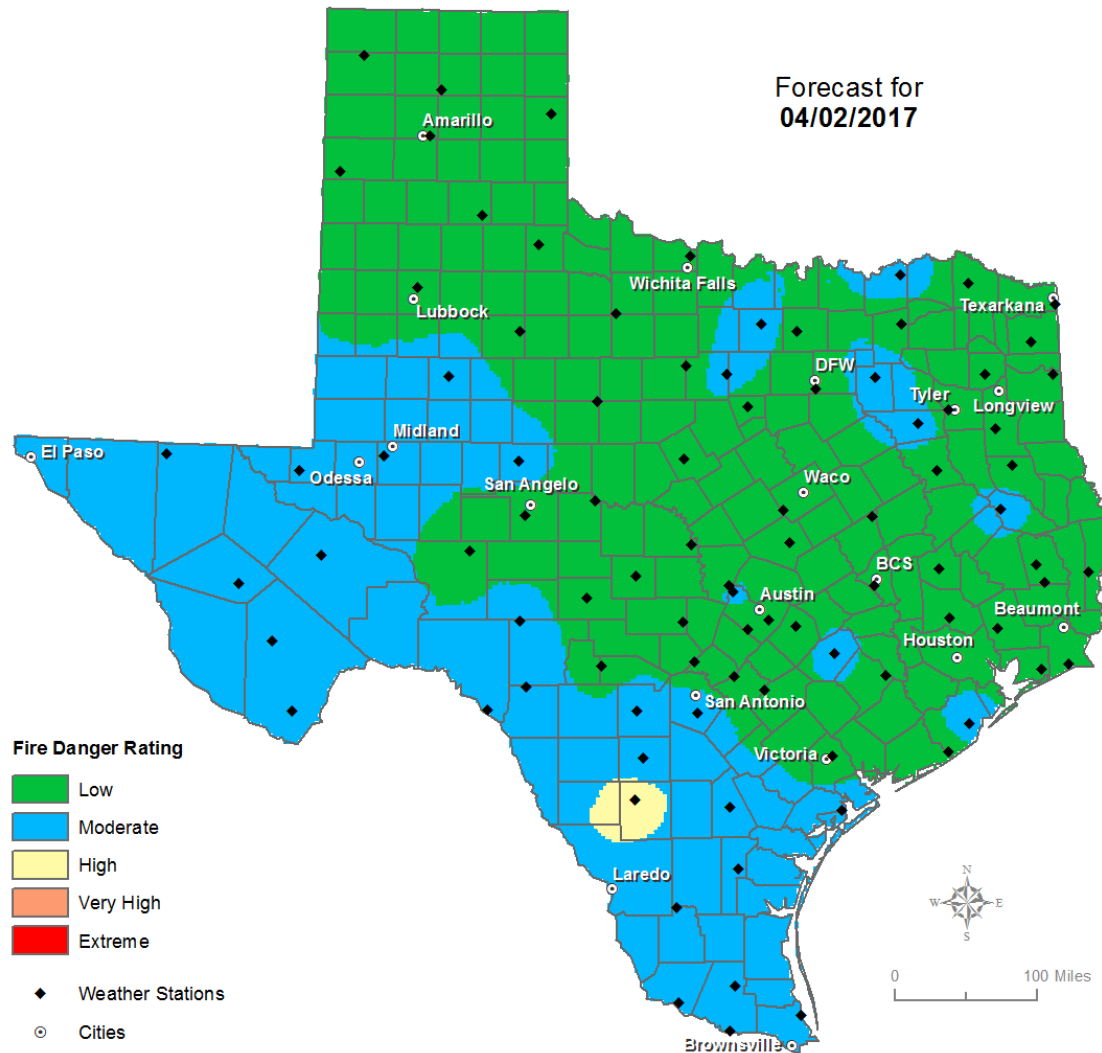 Forecast for
04/02/2017
Amarillo
Wichita Falls
Lubbock
Texarkana
DFW
Tyler
Longview
Midland
El Paso
Odessa
San Angelo
Waco
BCS
Austin
Beaumont
Houston
San Antonio
Victoria
Laredo
Brownsville
Fire Danger Rating
Low
Moderate
High
Very High
Extreme
Weather Stations
Cities
N
W E
S
0 100 Miles